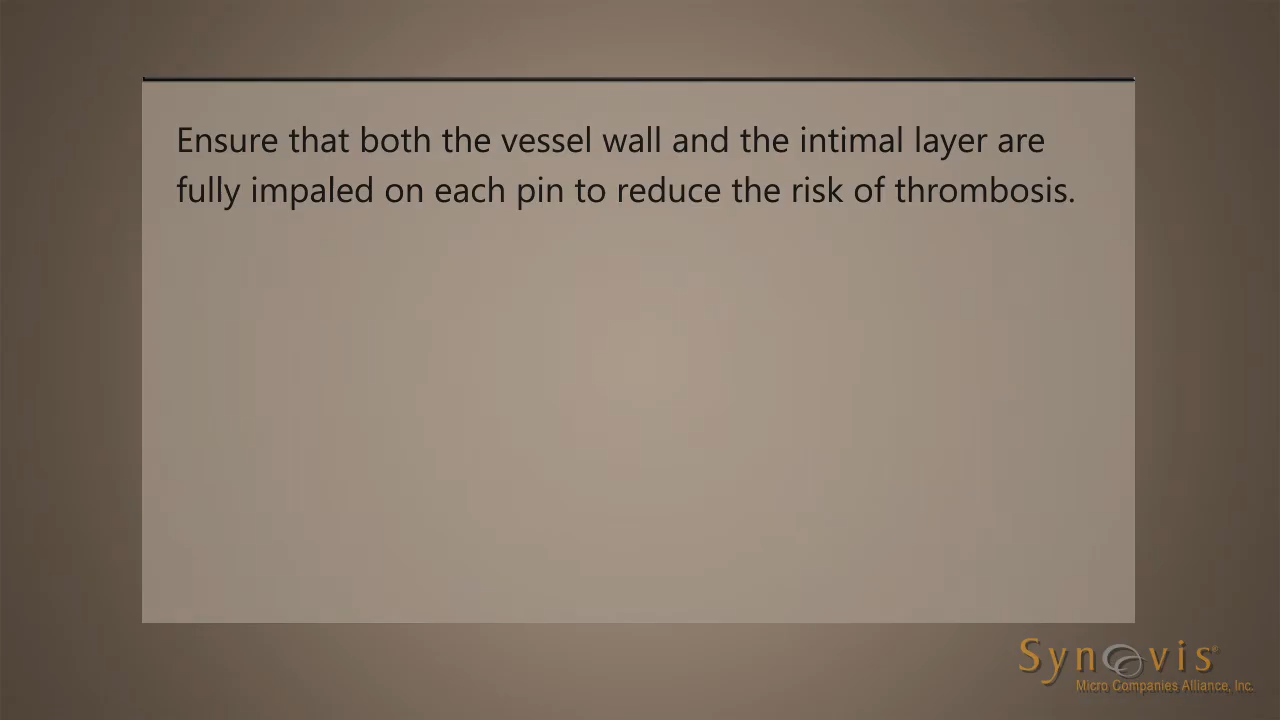 Ensure that both the vessel wall and the intimal layer are
fully impaled on each pin to reduce the risk of thrombosis.
Synovis®
Micro Companies Alliance, Inc.